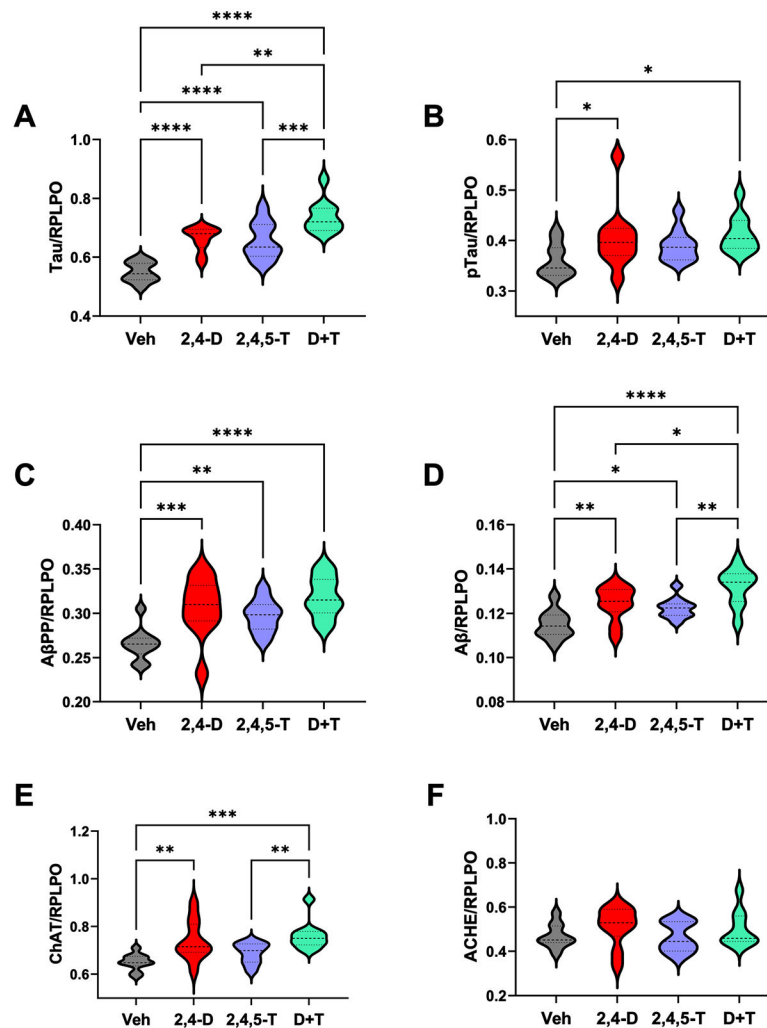 A
****
**
****
****
***
Tau/RPLPO
1.0
0.8
0.6
0.4
Veh 2,4-D 2,4,5-T D+T
B
*
*
pTau/RPLPO
0.6
0.5
0.4
0.3
Veh 2,4-D 2,4,5-T D+T
C
****
**
***
AβPP/RPLPO
0.40
0.35
0.30
0.25
0.20
Veh 2,4-D 2,4,5-T D+T
D
****
*
*
**
**
Aβ/RPLPO
0.16
0.14
0.12
0.10
0.08
Veh 2,4-D 2,4,5-T D+T
E
***
**
**
ChAT/RPLPO
1.2
1.0
0.8
0.6
Veh 2,4-D 2,4,5-T D+T
F
ACHE/RPLPO
1.0
0.8
0.6
0.4
0.2
Veh 2,4-D 2,4,5-T D+T